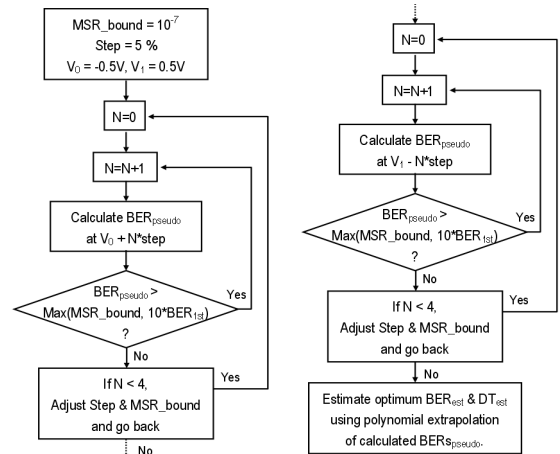 MSR_bound = 10⁻⁷
Step = 5 %
V₀ = -0.5V, V₁ = 0.5V
N=0
N=N+1
Calculate BERpseudo
at V₀ + N*step
BERpseudo >
Max(MSR_bound, 10*BER1st)
?
Yes
No
If N < 4,
Adjust Step & MSR_bound
and go back
Yes
No
N=0
N=N+1
Calculate BERpseudo
at V₁ - N*step
BERpseudo >
Max(MSR_bound, 10*BER1st)
?
Yes
No
If N < 4,
Adjust Step & MSR_bound
and go back
Yes
No
Estimate optimum BERest & DTest
using polynomial extrapolation
of calculated BERspseudo.